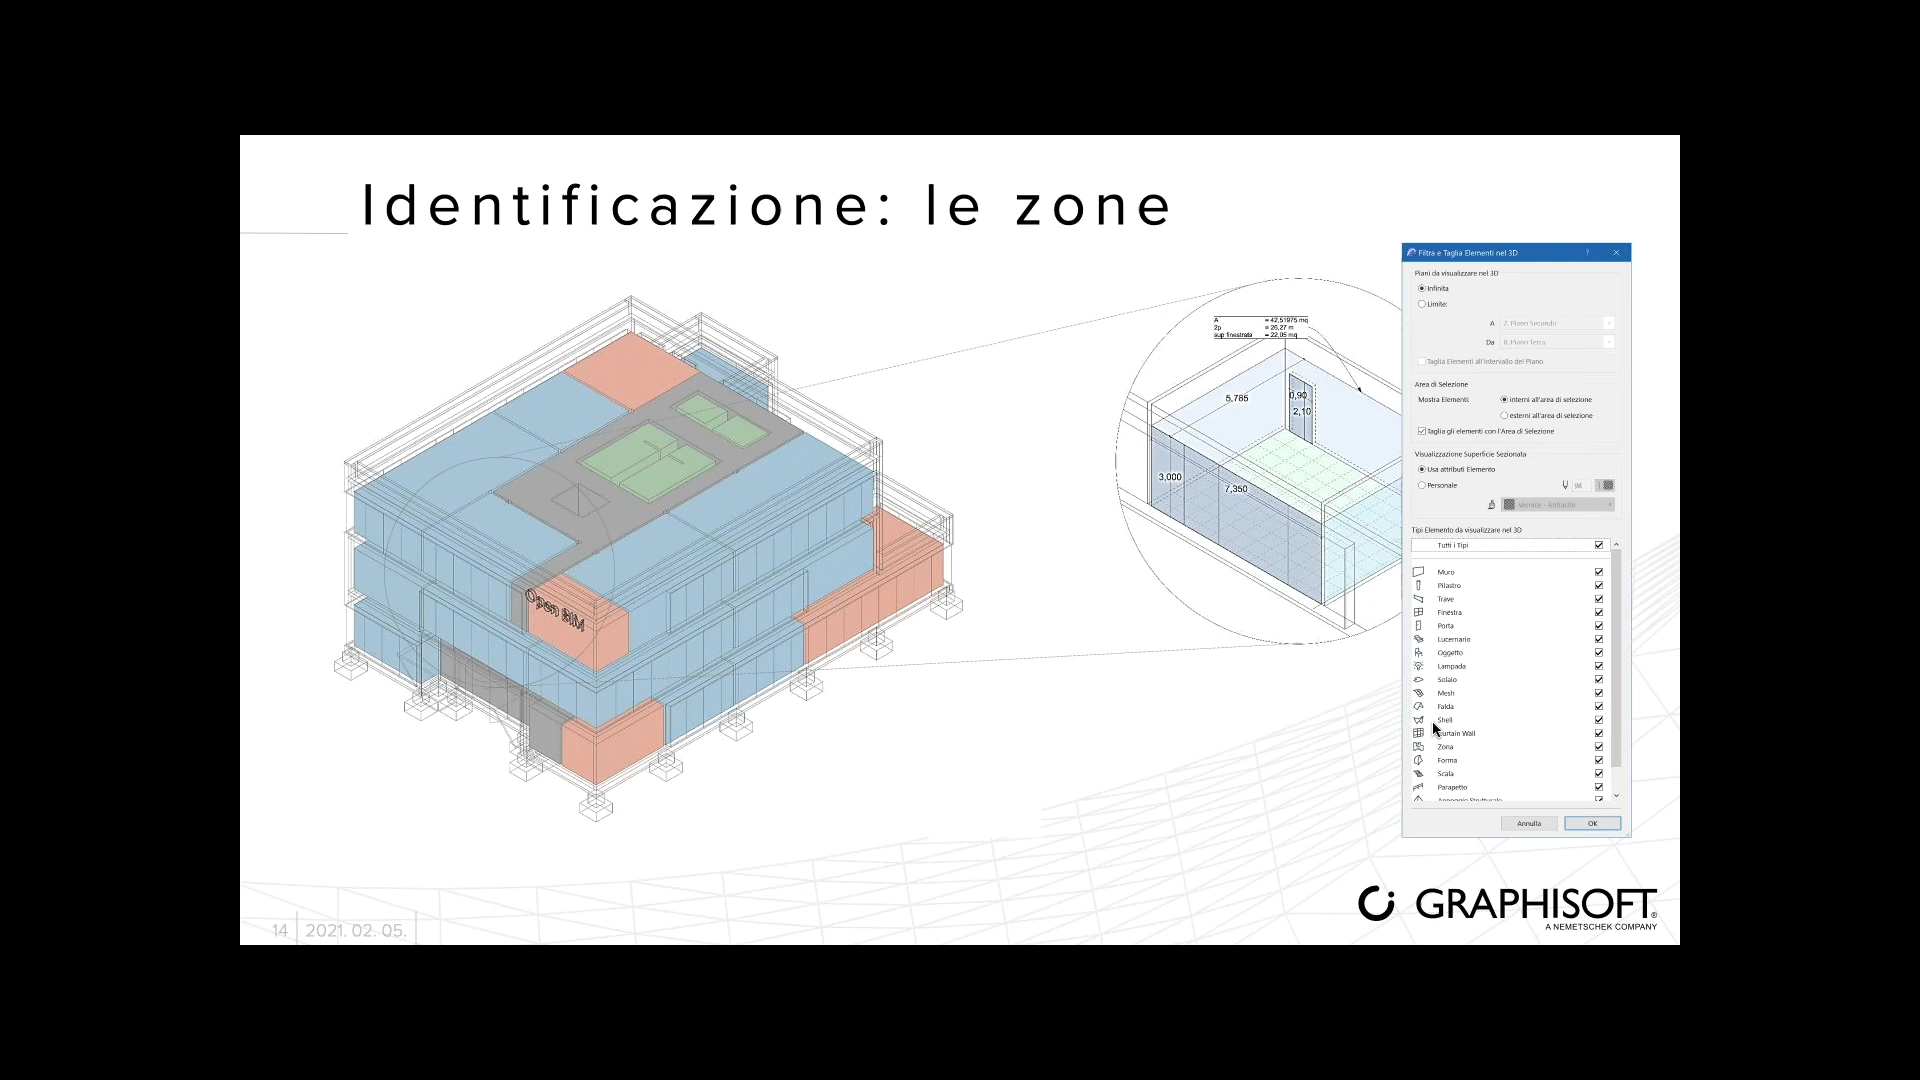 Identificazione: le zone
Filtra e Taglia Elementi nel 3D
Piani da visualizzare nel 3D
Infinita
Limite:
A 2. Piano Secondo
Da 0. Piano Terra
Taglia Elementi all'Intervallo del Piano
Area di Selezione
Mostra Elementi: interni all'area di selezione
esterni all'area di selezione
Taglia gli elementi con l'Area di Selezione
Visualizzazione Superficie Sezionata
Usa attributi Elemento
Personale 98
Vernice - Antracite
Tipi Elemento da visualizzare nel 3D
Tutti i Tipi
Muro
Pilastro
Trave
Finestra
Porta
Lucernario
Oggetto
Lampada
Solaio
Mesh
Falda
Shell
urtain Wall
Zona
Forma
Scala
Parapetto
Annulla OK
A = 42,51975 mq
2p = 26,27 m
sup finestrata = 22,05 mq
5,785
0,90
2,10
3,000
7,350
Open BIM
GRAPHISOFT®
A NEMETSCHEK COMPANY
14 2021. 02. 05.